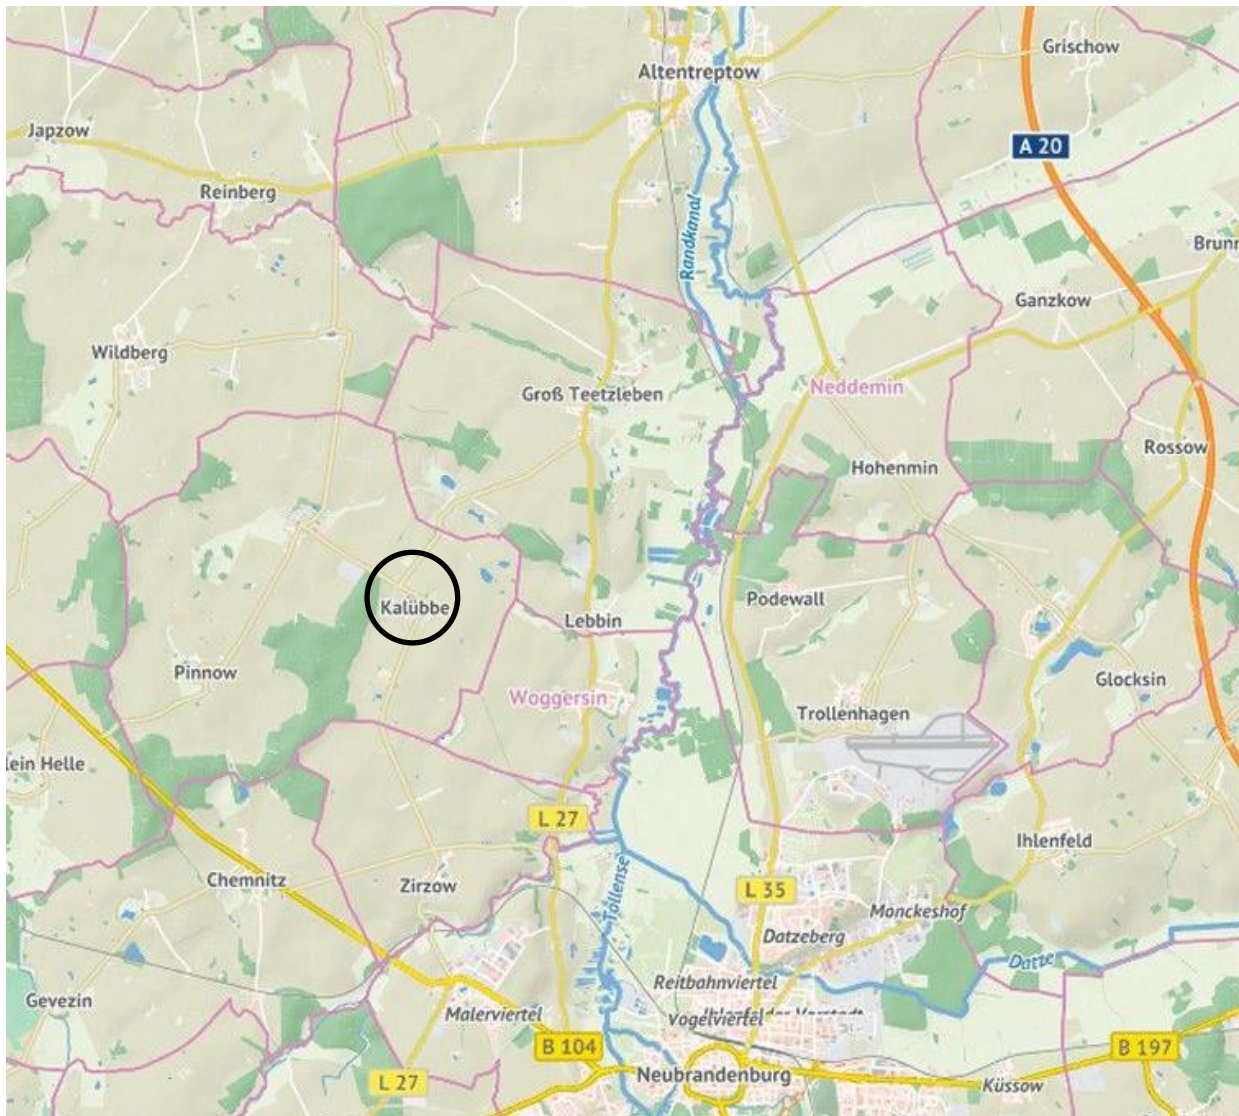 Grischow
Altentreptow
Japzow
A 20
Reinberg
Randkanal
Brunn
Ganzkow
Wildberg
Neddemin
Groß Teetzleben
Rossow
Hohenmin
Podewall
Kalübbe
Lebbin
Pinnow
Glocksin
Woggersin
Trollenhagen
lein Helle
L 27
Ihlenfeld
Chemnitz
Zirzow
Tollense
L 35
Monckeshof
Datzeberg
Datze
Reitbahnviertel
Gevezin
Malerviertel
Vogelviertel
Ihlenfelder Vorstadt
B 104
B 197
Neubrandenburg
L 27
Küssow